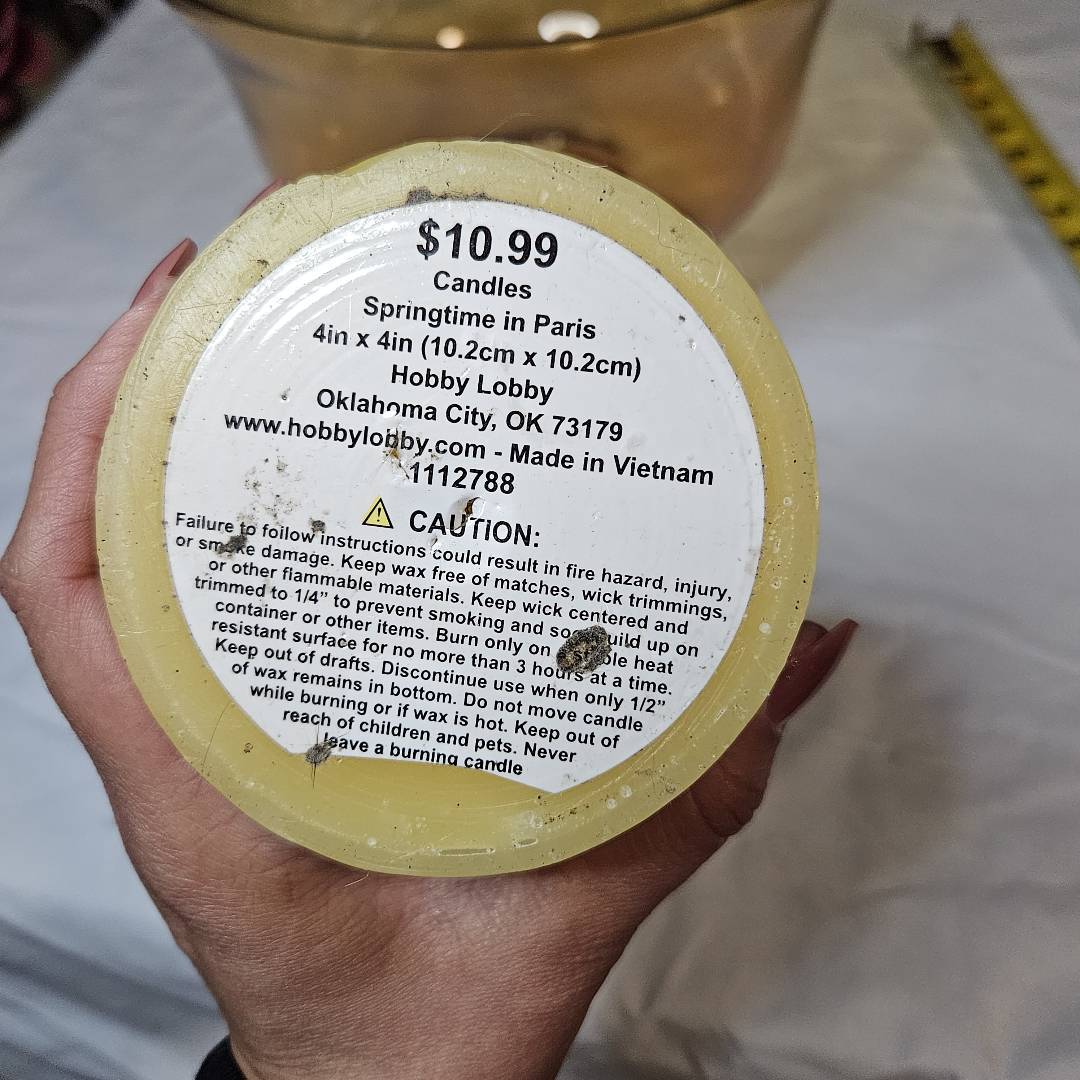 $10.99
Candles
Springtime in Paris
4in x 4in (10.2cm x 10.2cm)
Hobby Lobby
Oklahoma City, OK 73179
www.hobbylobby.com - Made in Vietnam
1112788
CAUTION:
Failure to follow instructions could result in fire hazard, injury,
or smoke damage. Keep wax free of matches, wick trimmings,
or other flammable materials. Keep wick centered and
trimmed to 1/4” to prevent smoking and soot build up on
container or other items. Burn only on heat
resistant surface for no more than 3 hours at a time.
Keep out of drafts. Discontinue use when only 1/2”
of wax remains in bottom. Do not move candle
while burning or if wax is hot. Keep out of
reach of children and pets. Never
leave a burning candle